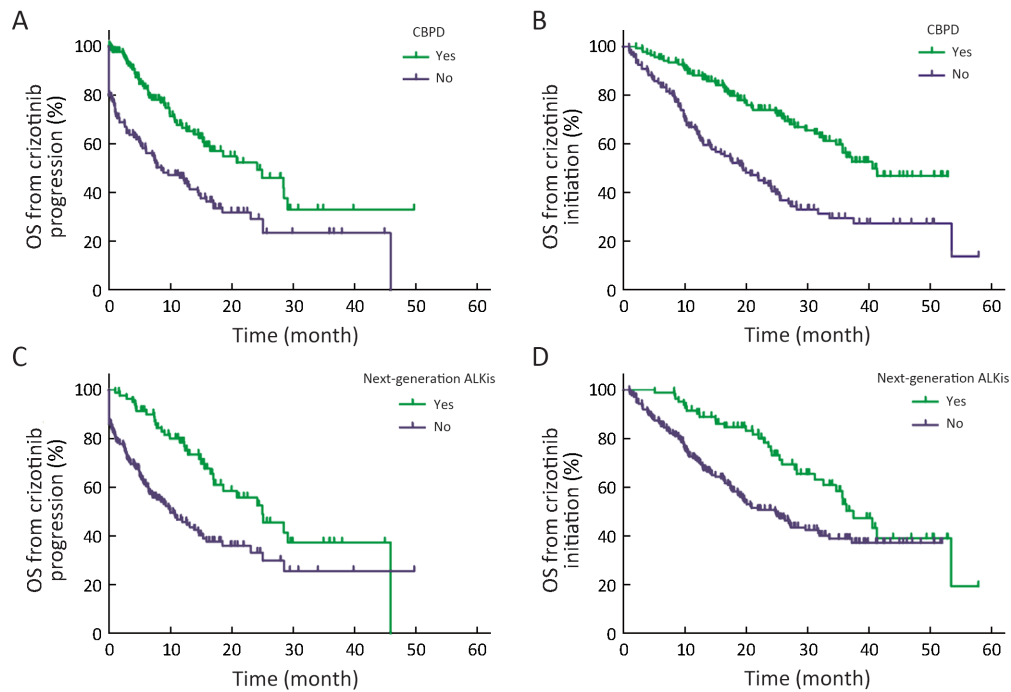 A
CBPD
Yes
No
OS from crizotinib
progression (%)
100
80
60
40
20
0
0 10 20 30 40 50 60
Time (month)
B
CBPD
Yes
No
OS from crizotinib
initiation (%)
100
80
60
40
20
0
0 10 20 30 40 50 60
Time (month)
C
Next-generation ALKis
Yes
No
OS from crizotinib
progression (%)
100
80
60
40
20
0
0 10 20 30 40 50 60
Time (month)
D
Next-generation ALKis
Yes
No
OS from crizotinib
initiation (%)
100
80
60
40
20
0
0 10 20 30 40 50 60
Time (month)